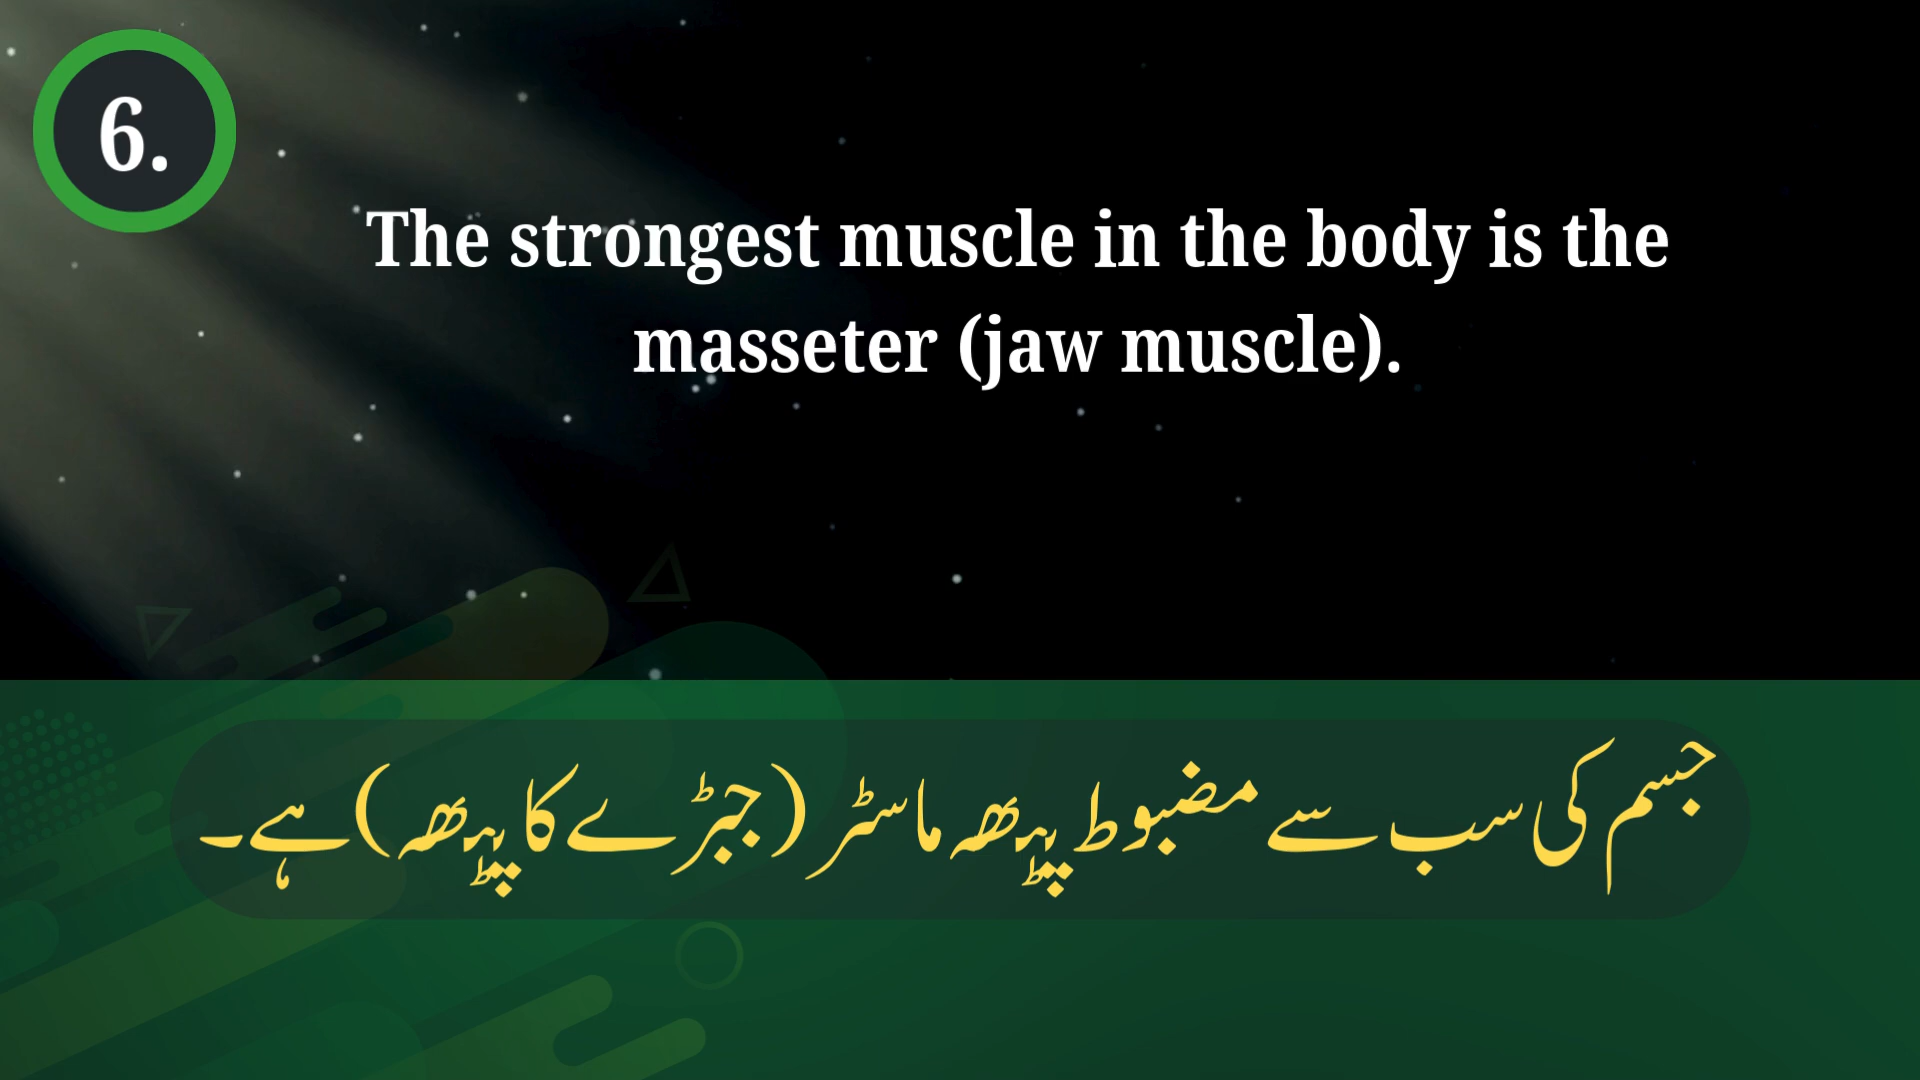 6.
The strongest muscle in the body is the
masseter (jaw muscle).
جسم کی سب سے مضبوط پٹھہ ماسٹر (جبڑے کا پٹھہ) ہے۔